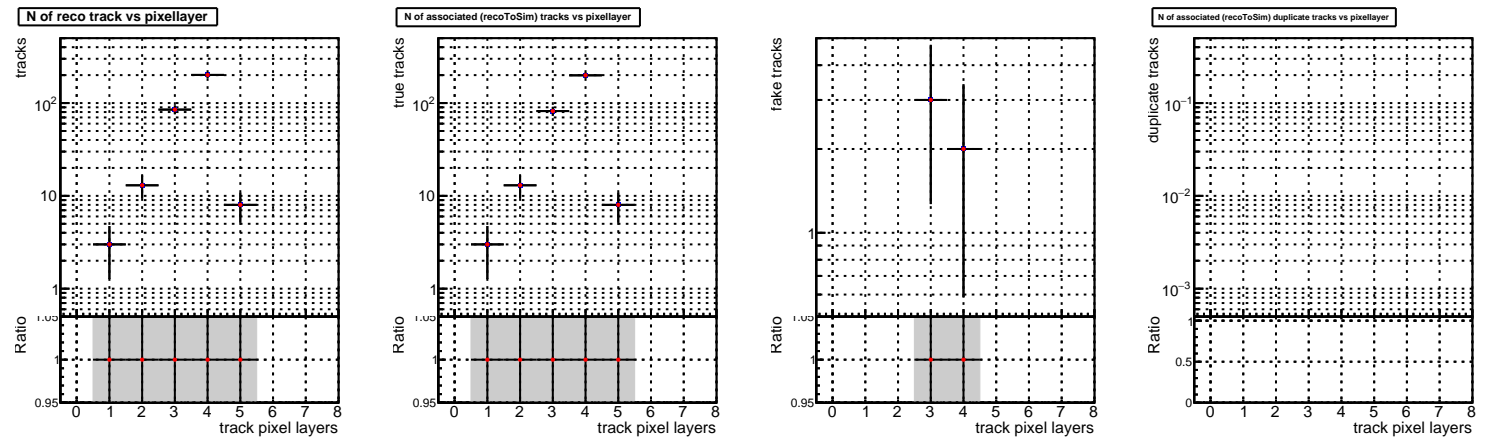 N of reco track vs pixellayer
tracks
10²
10
1
Ratio
1.05
1
0.95
0 1 2 3 4 5 6 7 8
track pixel layers
N of associated (recoToSim) tracks vs pixellayer
true tracks
10²
10
1
Ratio
1.05
1
0.95
0 1 2 3 4 5 6 7 8
track pixel layers
fake tracks
1
Ratio
1.05
1
0.95
0 1 2 3 4 5 6 7 8
track pixel layers
N of associated (recoToSim) duplicate tracks vs pixellayer
duplicate tracks
10⁻¹
10⁻²
10⁻³
Ratio
1
0.5
0
0 1 2 3 4 5 6 7 8
track pixel layers